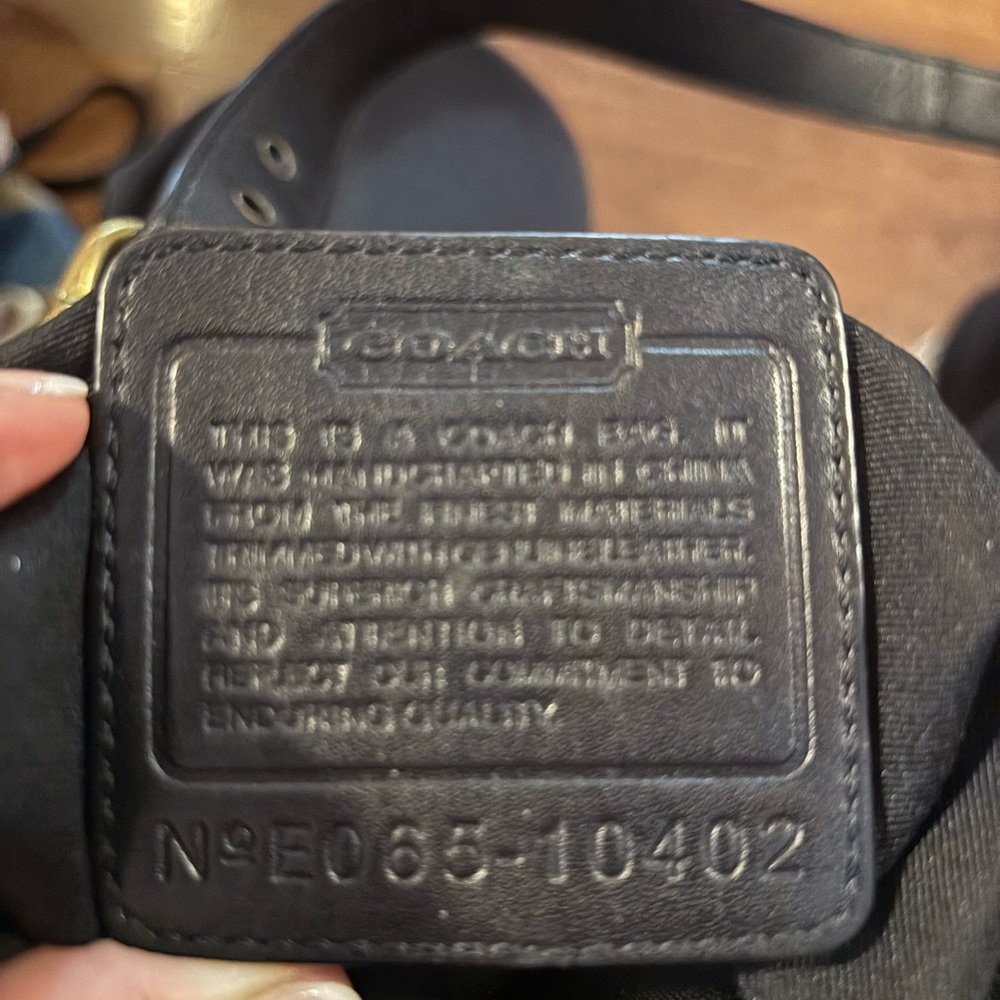 COACH
THIS IS A COACH BAG. IT
WAS HANDCRAFTED IN CHINA
FROM THE FINEST MATERIALS
TRIMMED WITH GENUINE LEATHER.
ITS SUPERIOR CRAFTSMANSHIP
AND ATTENTION TO DETAIL
REFLECT OUR COMMITMENT TO
ENDURING QUALITY.
NºE065-10402